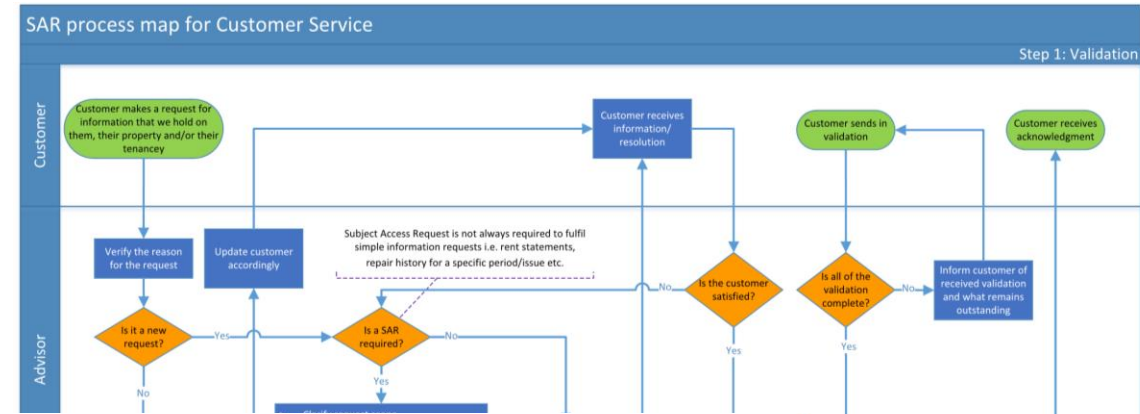 SAR process map for Customer Service
Step 1: Validation
Customer
Customer makes a request for
information that we hold on
them, their property and/or their
tenancey
Customer receives
information/
resolution
Customer sends in
validation
Customer receives
acknowledgment
Advisor
Verify the reason
for the request
Update customer
accordingly
Subject Access Request is not always required to fulfil
simple information requests i.e. rent statements,
repair history for a specific period/issue etc.
Is the customer
satisfied?
No
Yes
Is all of the
validation
complete?
No
Yes
Inform customer of
received validation
and what remains
outstanding
Is it a new
request?
Yes
No
Is a SAR
required?
No
Yes
Clarify request scope